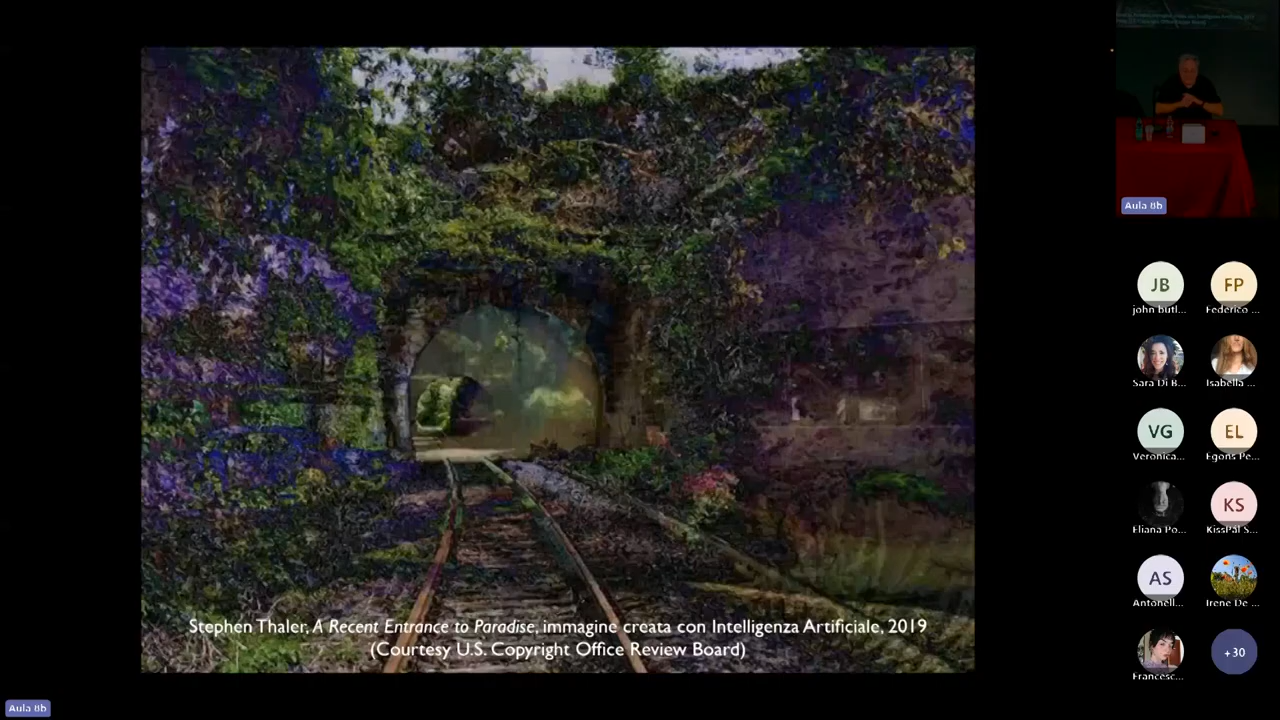 Stephen Thaler, A Recent Entrance to Paradise, immagine creata con Intelligenza Artificiale, 2019
(Courtesy U.S. Copyright Office Review Board)
Aula 8b
JB
john butl...
FP
Federico ...
Sara Di B...
Isabella ...
VG
Veronica...
EL
Egons Pe...
Eliana Po...
KS
KissPal S...
AS
Antonell...
Irene De ...
Francesc...
+30
Aula 8b